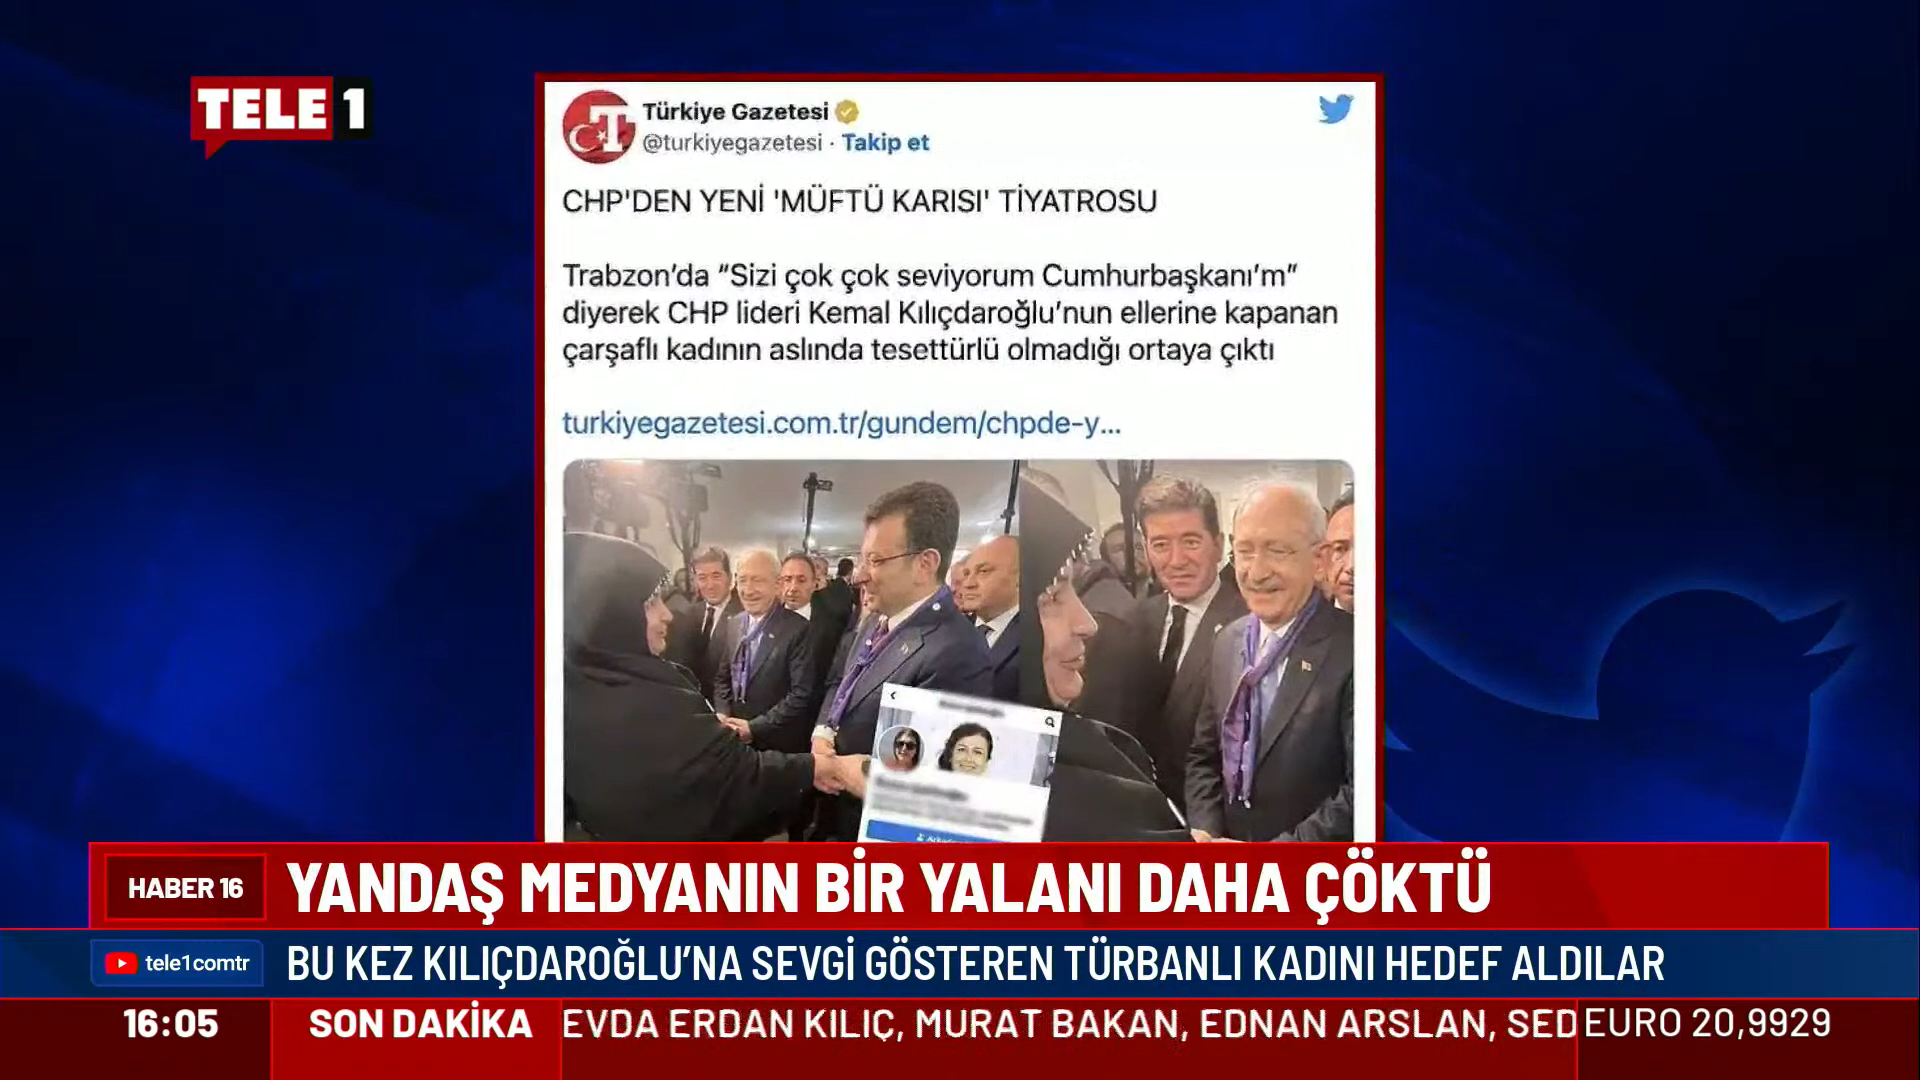 TELE 1
Türkiye Gazetesi
@turkiyegazetesi · Takip et
CHP'DEN YENİ 'MÜFTÜ KARISI' TİYATROSU
Trabzon'da “Sizi çok çok seviyorum Cumhurbaşkanı'm”
diyerek CHP lideri Kemal Kılıçdaroğlu'nun ellerine kapanan
çarşaflı kadının aslında tesettürlü olmadığı ortaya çıktı
turkiyegazetesi.com.tr/gundem/chpde-y...
HABER 16
YANDAŞ MEDYANIN BİR YALANI DAHA ÇÖKTÜ
tele1comtr
BU KEZ KILIÇDAROĞLU’NA SEVGİ GÖSTEREN TÜRBANLI KADINI HEDEF ALDILAR
16:05
SON DAKİKA
EVDA ERDAN KILIÇ, MURAT BAKAN, EDNAN ARSLAN, SED
EURO 20,9929